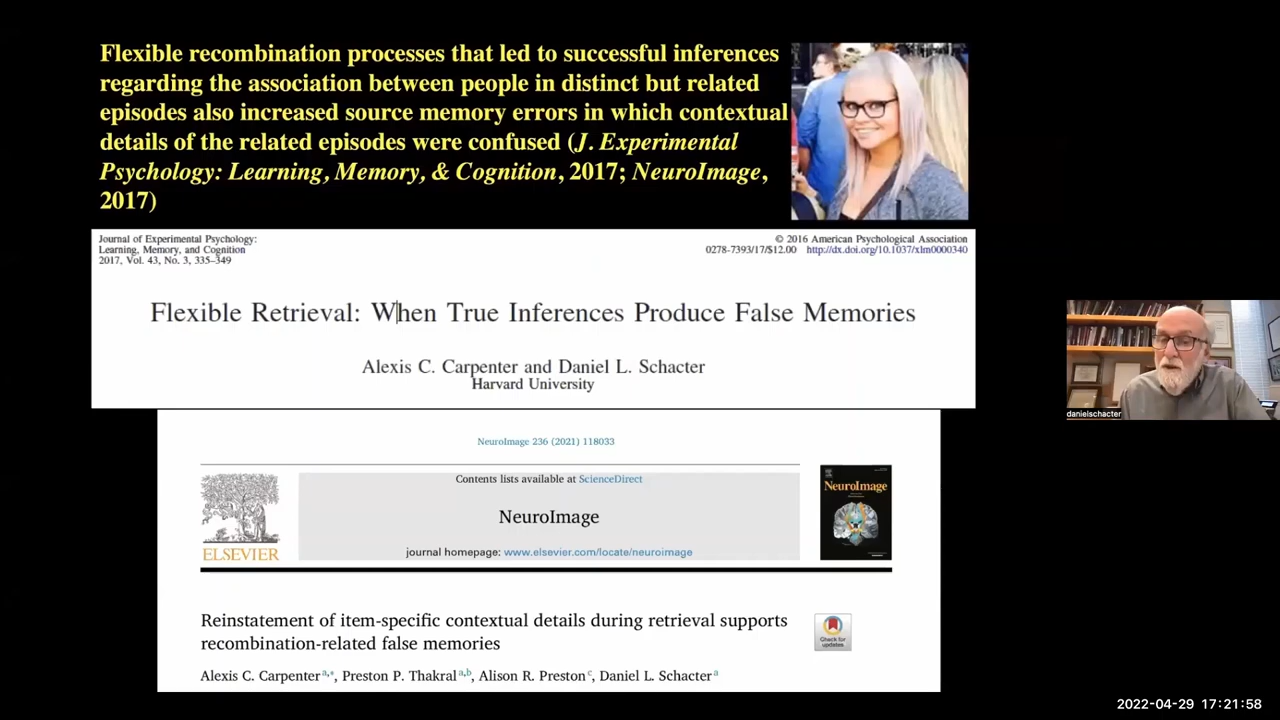 Flexible recombination processes that led to successful inferences
regarding the association between people in distinct but related
episodes also increased source memory errors in which contextual
details of the related episodes were confused (J. Experimental
Psychology: Learning, Memory, & Cognition, 2017; NeuroImage,
2017)
Journal of Experimental Psychology:
Learning, Memory, and Cognition
2017, Vol. 43, No. 3, 335–349
© 2016 American Psychological Association
0278-7393/17/$12.00 http://dx.doi.org/10.1037/xlm0000340
Flexible Retrieval: When True Inferences Produce False Memories
Alexis C. Carpenter and Daniel L. Schacter
Harvard University
NeuroImage 236 (2021) 118033
Contents lists available at ScienceDirect
NeuroImage
journal homepage: www.elsevier.com/locate/neuroimage
ELSEVIER
NeuroImage
Reinstatement of item-specific contextual details during retrieval supports
recombination-related false memories
Check for
updates
Alexis C. Carpenter a,*, Preston P. Thakral a,b, Alison R. Preston c, Daniel L. Schacter a
danielschacter
2022-04-29 17:21:58